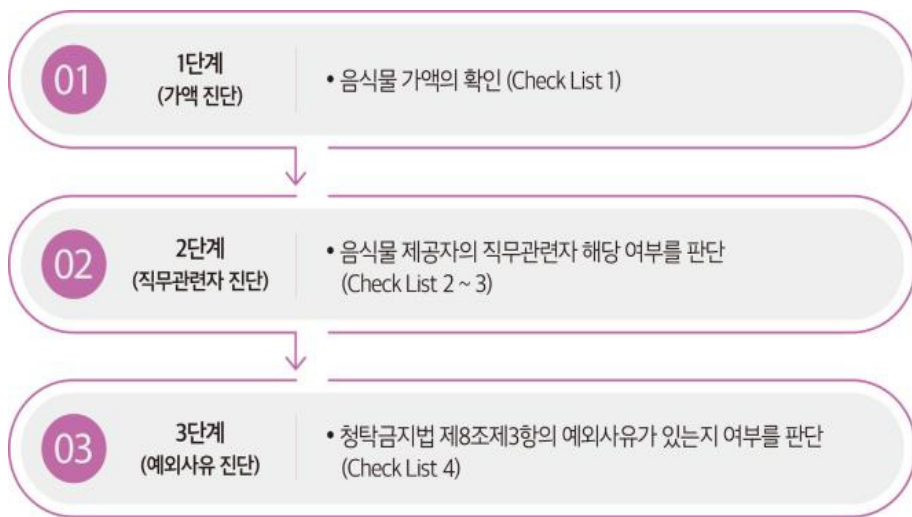 01
1단계
(가액 진단)
• 음식물 가액의 확인 (Check List 1)
02
2단계
(직무관련자 진단)
• 음식물 제공자의 직무관련자 해당 여부를 판단
(Check List 2 ~ 3)
03
3단계
(예외사유 진단)
• 청탁금지법 제8조제3항의 예외사유가 있는지 여부를 판단
(Check List 4)